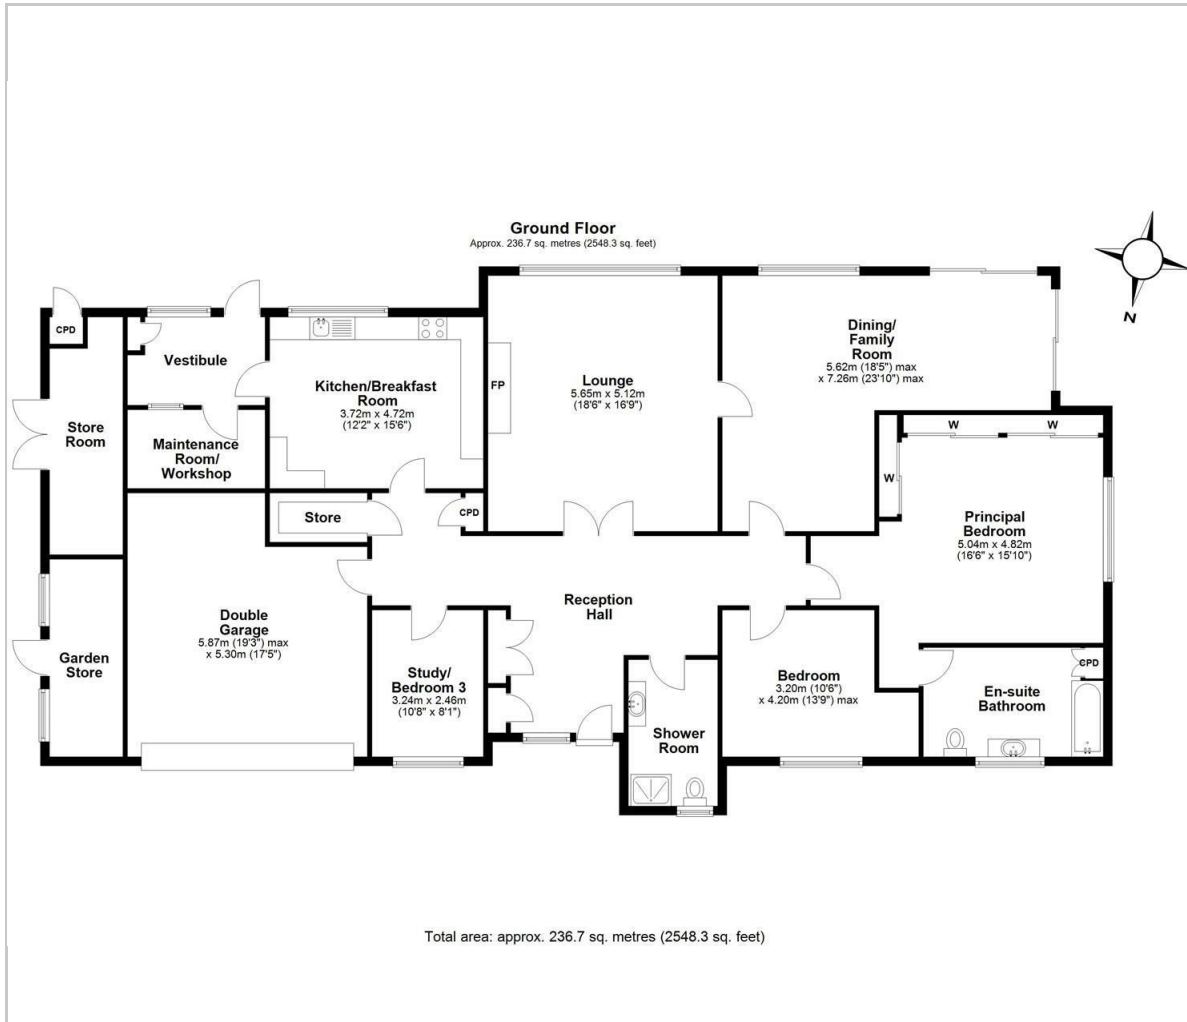 Ground Floor
Approx. 236.7 sq. metres (2548.3 sq. feet)
N
CPD
Vestibule
Store
Room
Maintenance
Room/
Workshop
Kitchen/Breakfast
Room
3.72m x 4.72m
(12'2" x 15'6")
FP
Lounge
5.65m x 5.12m
(18'6" x 16'9")
Dining/
Family
Room
5.62m (18'5") max
x 7.26m (23'10") max
W
W
W
Principal
Bedroom
5.04m x 4.82m
(16'6" x 15'10")
Store
CPD
Reception
Hall
Double
Garage
5.87m (19'3") max
x 5.30m (17'5")
Garden
Store
Study/
Bedroom 3
3.24m x 2.46m
(10'8" x 8'1")
Shower
Room
Bedroom
3.20m (10'6")
x 4.20m (13'9") max
En-suite
Bathroom
CPD
Total area: approx. 236.7 sq. metres (2548.3 sq. feet)